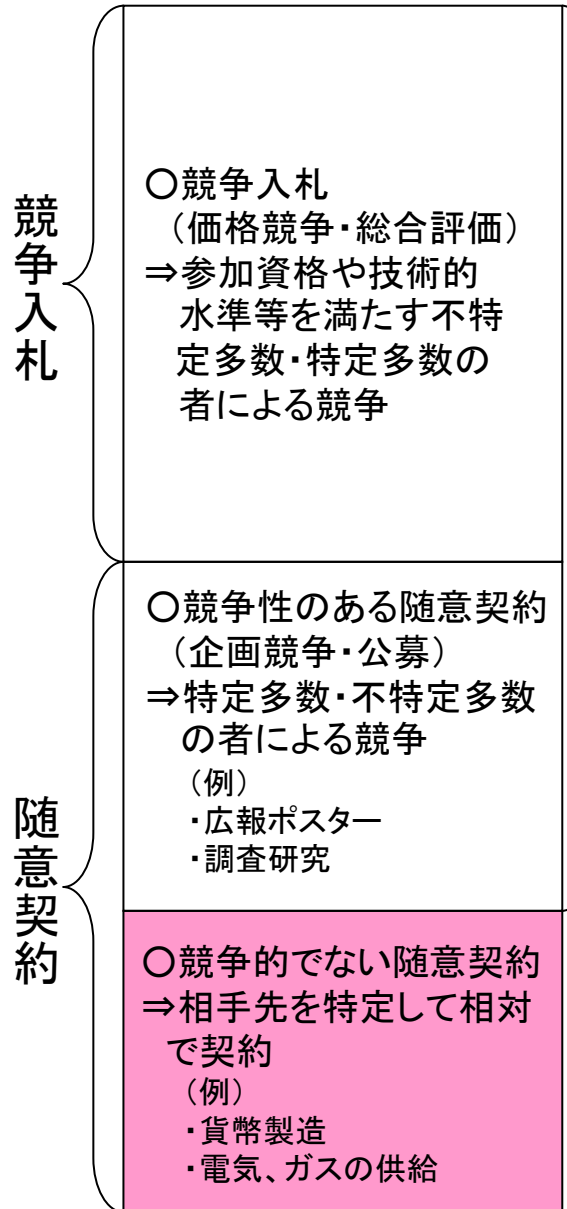 競争入札
○競争入札
（価格競争・総合評価）
⇒参加資格や技術的
水準等を満たす不特
定多数・特定多数の
者による競争
随意契約
○競争性のある随意契約
（企画競争・公募）
⇒特定多数・不特定多数
の者による競争
（例）
・広報ポスター
・調査研究
○競争的でない随意契約
⇒相手先を特定して相対
で契約
（例）
・貨幣製造
・電気、ガスの供給